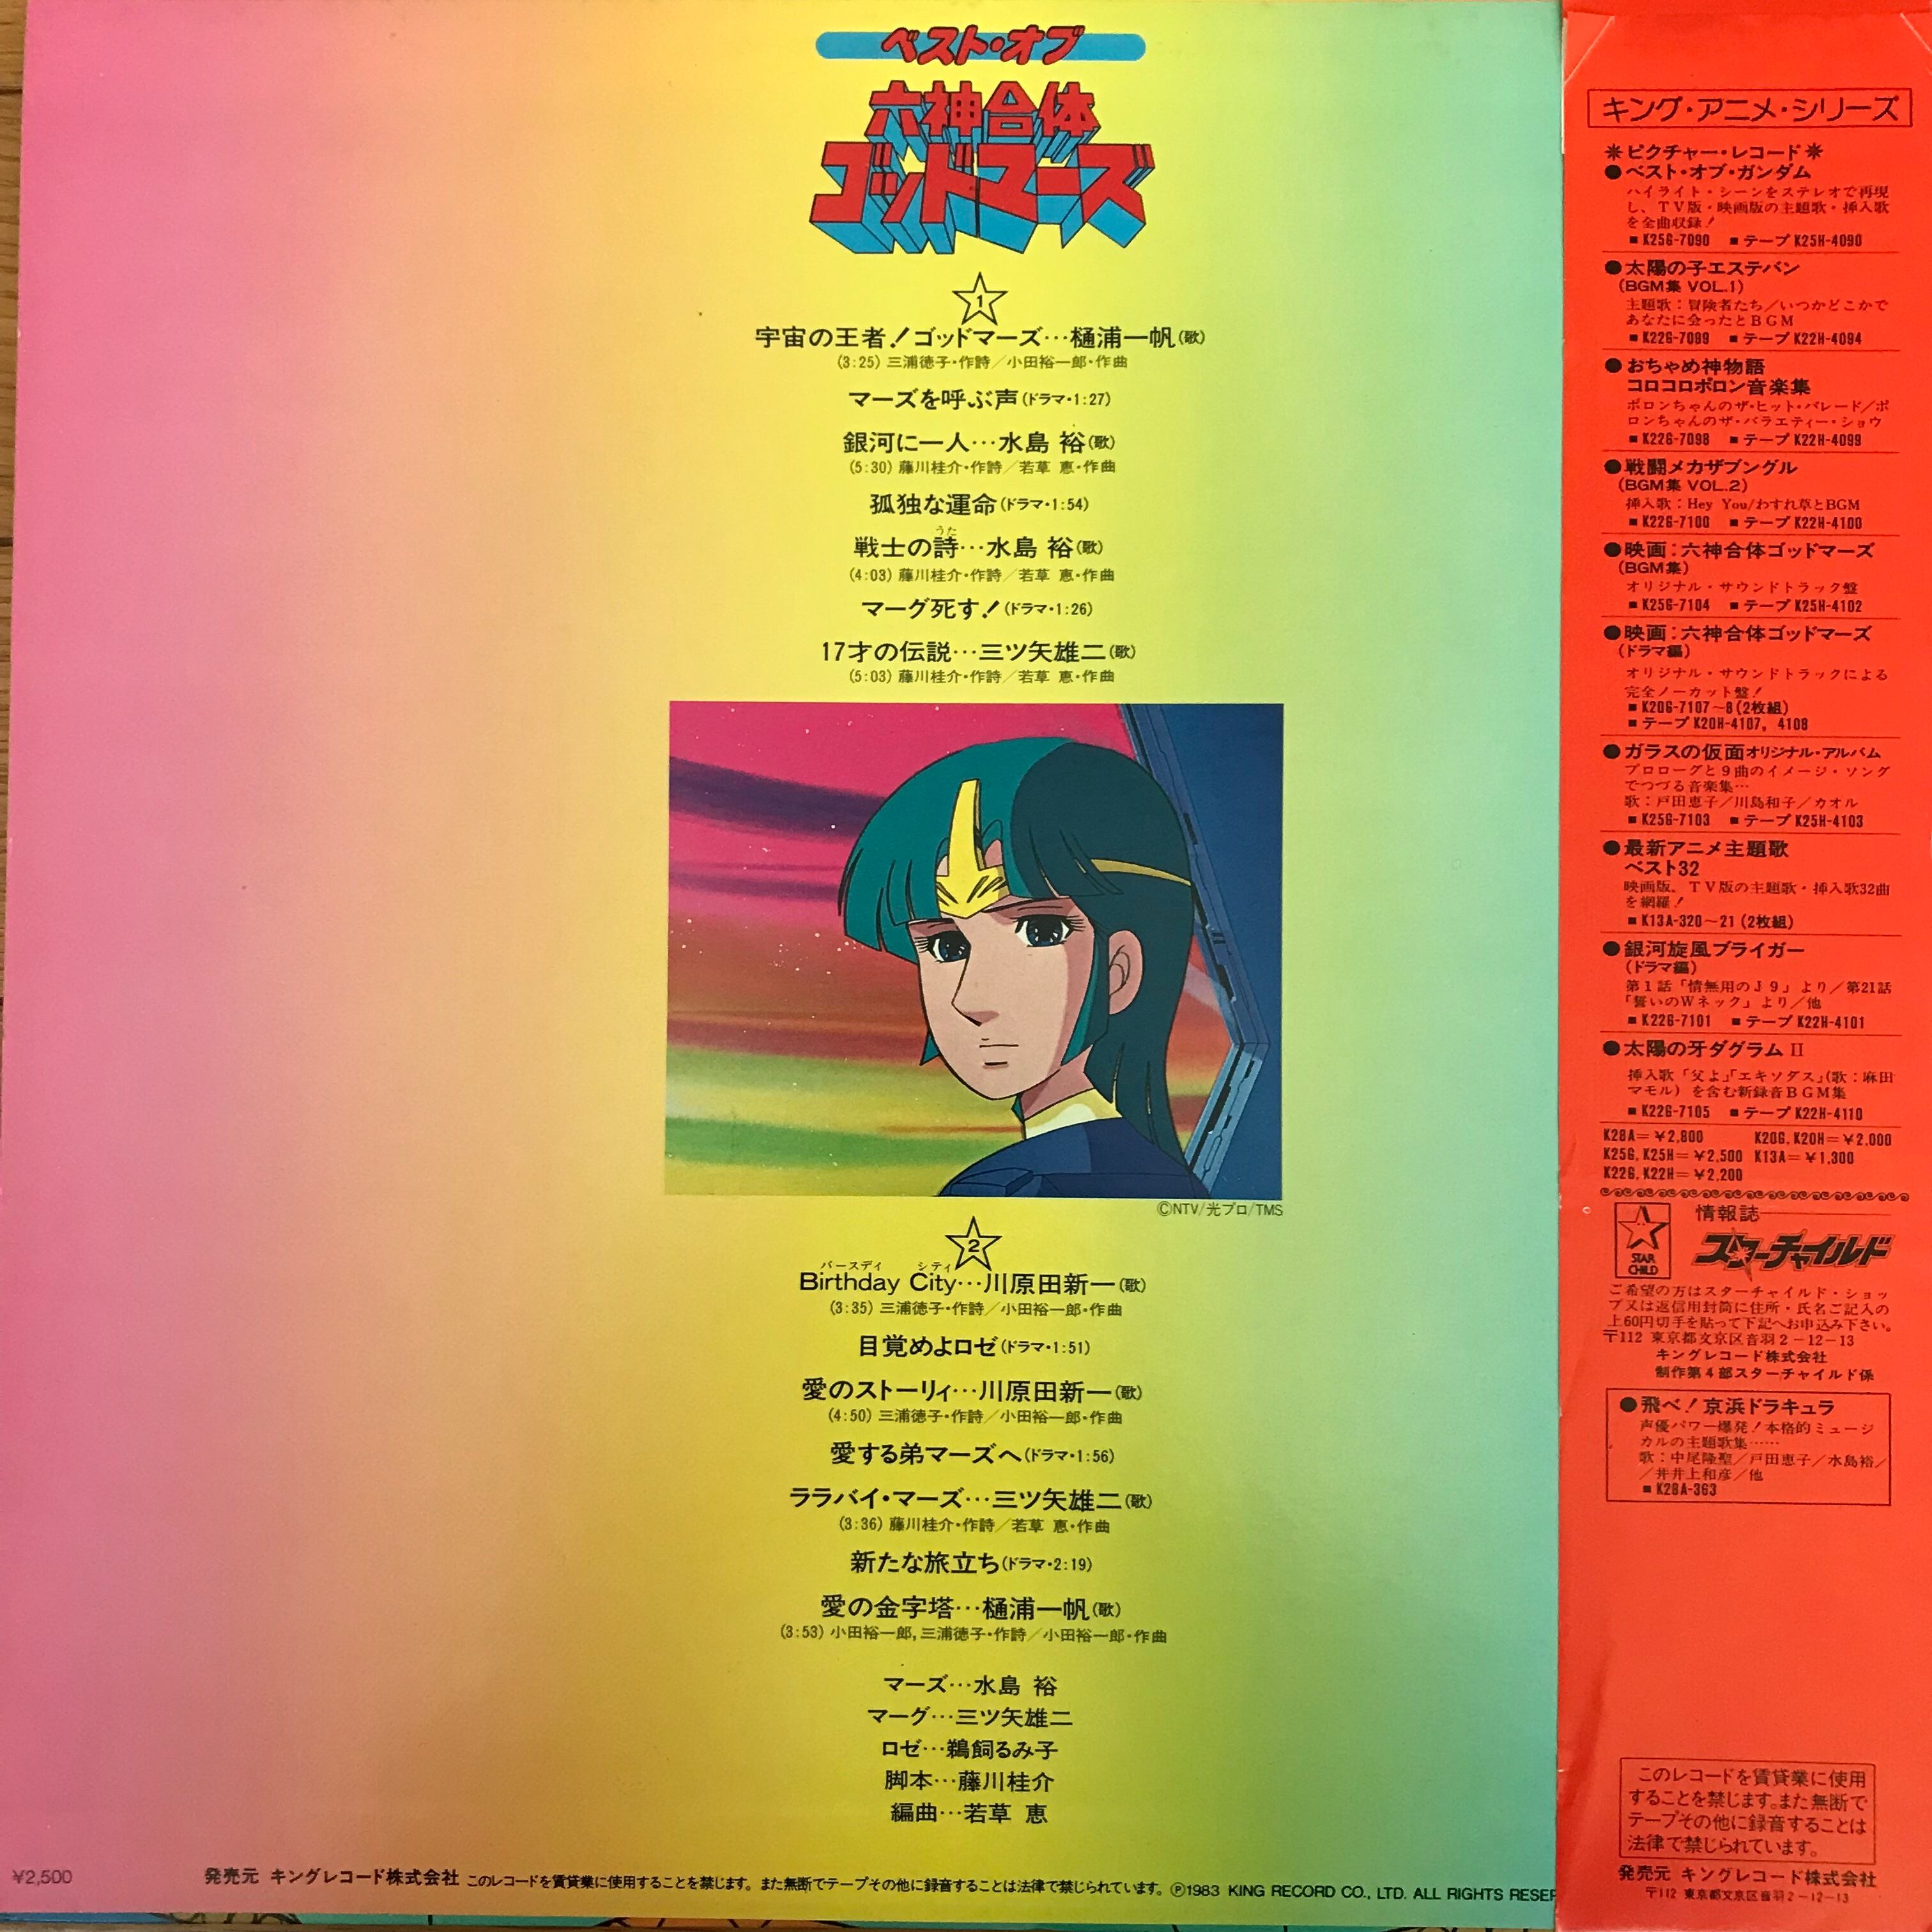 ベスト・オブ
六神合体
ゴッドマーズ
1
宇宙の王者！ゴッドマーズ…樋浦一帆(歌)
(3:25) 三浦徳子・作詩／小田裕一郎・作曲
マーズを呼ぶ声(ドラマ・1:27)
銀河に一人…水島 裕(歌)
(5:30) 藤川桂介・作詩／若草 恵・作曲
孤独な運命(ドラマ・1:54)
うた
戦士の詩…水島 裕(歌)
(4:03) 藤川桂介・作詩／若草 恵・作曲
マーグ死す！(ドラマ・1:26)
17才の伝説…三ツ矢雄二(歌)
(5:03) 藤川桂介・作詩／若草 恵・作曲
©NTV/光プロ/TMS
2
バースディ シティ
Birthday City…川原田新一(歌)
(3:35) 三浦徳子・作詩／小田裕一郎・作曲
目覚めよロゼ(ドラマ・1:51)
愛のストーリィ…川原田新一(歌)
(4:50) 三浦徳子・作詩／小田裕一郎・作曲
愛する弟マーズへ(ドラマ・1:56)
ララバイ・マーズ…三ツ矢雄二(歌)
(3:36) 藤川桂介・作詩／若草 恵・作曲
新たな旅立ち(ドラマ・2:19)
愛の金字塔…樋浦一帆(歌)
(3:53) 小田裕一郎,三浦徳子・作詩／小田裕一郎・作曲
マーズ…水島 裕
マーグ…三ツ矢雄二
ロゼ…鵜飼るみ子
脚本…藤川桂介
編曲…若草 恵
¥2,500
発売元 キングレコード株式会社 このレコードを賃貸業に使用することを禁じます。また無断でテープその他に録音することは法律で禁じられています。Ⓟ1983 KING RECORD CO., LTD. ALL RIGHTS RESER
キング・アニメ・シリーズ
＊ピクチャー・レコード＊
●ベスト・オブ・ガンダム
ハイライト・シーンをステレオで再現
し、TV版・映画版の主題歌・挿入歌
を全曲収録！
■K25G-7090 ■テープK25H-4090
●太陽の子エステバン
(BGM集 VOL.1)
主題歌：冒険者たち／いつかどこかで
あなたに会ったとBGM
■K22G-7099 ■テープK22H-4094
●おちゃめ神物語
コロコロポロン音楽集
ポロンちゃんのザ・ヒット・パレード／ポ
ロンちゃんのザ・バラエティー・ショウ
■K22G-7098 ■テープK22H-4099
●戦闘メカザブングル
(BGM集 VOL.2)
挿入歌：Hey You/わすれ草とBGM
■K22G-7100 ■テープK22H-4100
●映画：六神合体ゴッドマーズ
(BGM集)
オリジナル・サウンドトラック盤
■K25G-7104 ■テープK25H-4102
●映画：六神合体ゴッドマーズ
(ドラマ編)
オリジナル・サウンドトラックによる
完全ノーカット盤！
■K20G-7107～8(2枚組)
■テープK20H-4107, 4108
●ガラスの仮面オリジナル・アルバム
プロローグと9曲のイメージ・ソング
でつづる音楽集…
歌：戸田恵子／川島和子／カオル
■K25G-7103 ■テープK25H-4103
●最新アニメ主題歌
ベスト32
映画版、TV版の主題歌・挿入歌32曲
を網羅！
■K13A-320～21(2枚組)
●銀河旋風ブライガー
(ドラマ編)
第1話「情無用のJ9」より／第21話
「誓いのWネック」より／他
■K22G-7101 ■テープK22H-4101
●太陽の牙ダグラム II
挿入歌「父よ」「エキソダス」(歌：麻田
マモル) を含む新録音BGM集
■K22G-7105 ■テープK22H-4110
K28A=¥2,800 K20G, K20H=¥2,000
K25G, K25H=¥2,500 K13A=¥1,300
K22G, K22H=¥2,200
STAR
CHILD
情報誌
スターチャイルド
ご希望の方はスターチャイルド・ショッ
プ又は返信用封筒に住所・氏名ご記入の
上60円切手を貼って下記へお申込み下さい。
〒112 東京都文京区音羽2－12－13
キングレコード株式会社
制作第4部スターチャイルド係
●飛べ！京浜ドラキュラ
声優パワー爆発！本格的ミュージ
カルの主題歌集……
歌：中尾隆聖／戸田恵子／水島裕／
／井上和彦／他
■K28A-363
このレコードを賃貸業に使用
することを禁じます。また無断で
テープその他に録音することは
法律で禁じられています。
発売元 キングレコード株式会社
〒112 東京都文京区音羽2－12－13